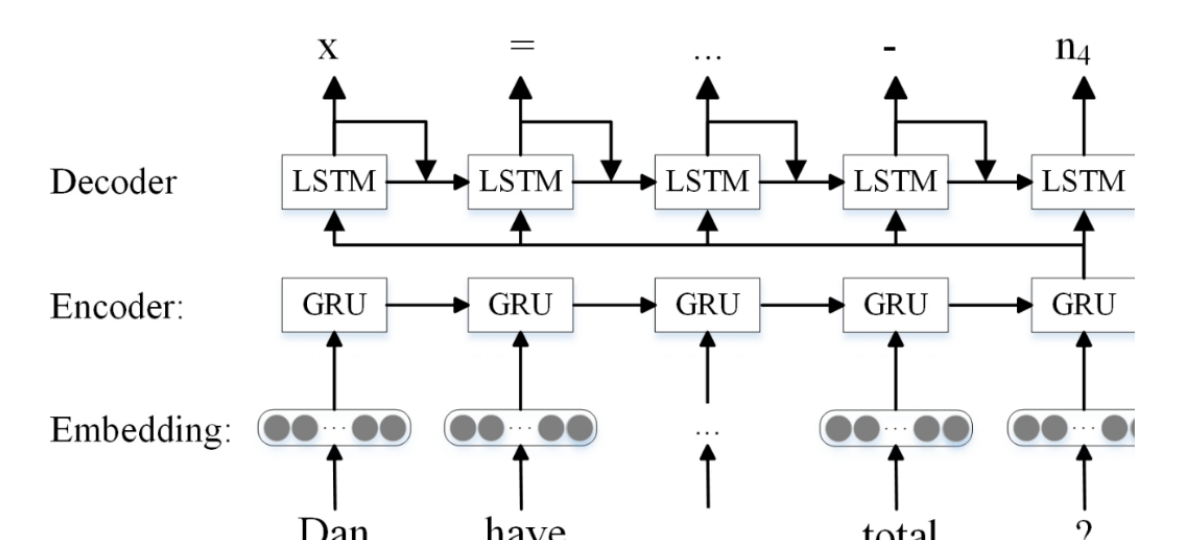 x = ... - n₄
Decoder LSTM LSTM LSTM LSTM LSTM
Encoder: GRU GRU GRU GRU GRU
Embedding: ... ... ... ... ...
Dan have total ?